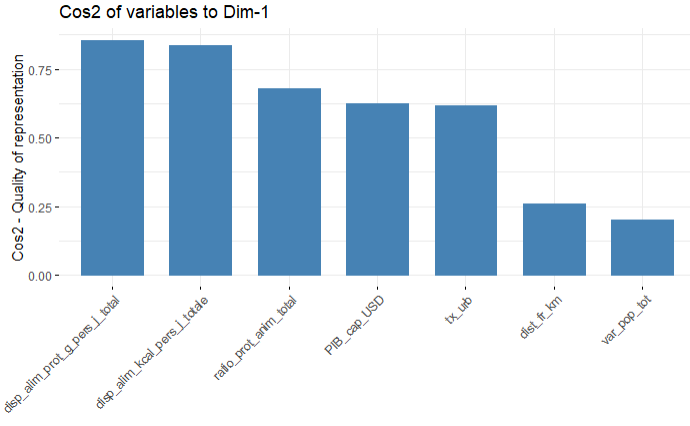 Cos2 of variables to Dim-1
Cos2 - Quality of representation
0.75
0.50
0.25
0.00
disp_alim_prot_g_pers_j_total
disp_alim_kcal_pers_j_totale
ratio_prot_anim_total
PIB_cap_USD
tx_urb
dist_fr_km
var_pop_tot